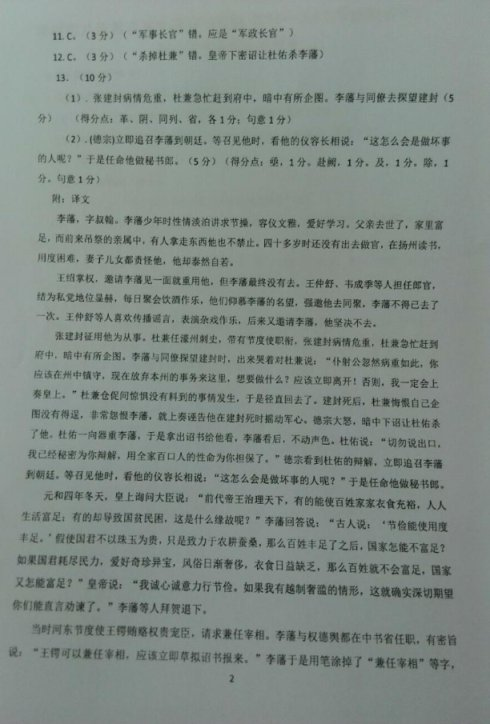 11. C。（3 分）（“军事长官”错。应是“军政长官”）
12. C。（3 分）（“杀掉杜兼”错。皇帝下密诏让杜佑杀李藩）
13．（10 分）
（1）. 张建封病情危重，杜兼急忙赶到府中，暗中有所企图。李藩与同僚去探望建封（5
分）　（得分点：革、阴、同列、省，各 1 分；句意 1 分）
（2）. (德宗)立即追召李藩到朝廷。等召见他时，看他的仪容长相说：“这怎么会是做坏事
的人呢？”于是任命他做秘书郎。（5 分）（得分点：亟，1 分。赴阙，1 分。及，1 分。除，1
分。句意 1 分）
附：译文
李藩，字叔翰。李藩少年时性情淡泊讲求节操，容仪文雅，爱好学习。父亲去世了，家里富
足，而前来吊祭的亲属中，有人拿走东西他也不禁止。四十多岁时还没有出去做官，在扬州读书，
用度困难，妻子儿女都责怪他，他却泰然自若。
王绍掌权，邀请李藩见一面就重用他，但李藩最终没有去。王仲舒、韦成季等人担任郎官，
结为私党地位显赫，每日聚会饮酒作乐，他们仰慕李藩的名望，强邀他去同聚，李藩不得已去了
一次。王仲舒等人喜欢传播谣言，表演杂戏作乐，后来又邀请李藩，他坚决不去。
张建封征用他为从事。杜兼任濠州刺史，带有节度使职衔，张建封病情危重，杜兼急忙赶到
府中，暗中有所企图。李藩与同僚探望建封时，出来哭着对杜兼说：“仆射公忽然病重如此，你
应该在州中镇守，现在放弃本州的事务来这里，想要做什么？应该立即离开！否则，我一定会上
奏皇上。”杜兼仓促间惊惧没有料到的事情发生，于是径直回去了。建封死后，杜兼悔恨自己企
图没有得逞，非常怨恨李藩，就上奏诬告他在建封死时摇动军心。德宗大怒，暗中下诏让杜佑杀
了他。杜佑一向器重李藩，于是拿出诏书给他看，李藩看后，不动声色。杜佑说：“切勿说出口，
我已经秘密为你辩解，用全家百口人的性命为你担保了。”德宗看到杜佑的辩解，立即追召李藩
到朝廷。等召见他时，看他的仪容长相说：“这怎么会是做坏事的人呢？”于是任命他做秘书郎。
元和四年冬天，皇上询问大臣说：“前代帝王治理天下，有的能使百姓家家衣食充裕，人人
生活富足；有的却导致国贫民困，这是什么缘故呢？”李藩回答说：“古人说：‘节俭能使用度
丰足。’假使国君不以珠玉为贵，只是致力于农耕蚕桑，那么百姓丰足了之后，国家怎能不富足？
如果国君耗尽民力，爱好奇珍异宝，风俗日渐奢侈，衣食日益缺乏，那么百姓就不会富足，国家
又怎能富足？”皇帝说：“我诚心诚意力行节俭。如果我有越制奢滥的情形，这就确实深切期望
你们能直言劝谏了。”李藩等人拜贺退下。
当时河东节度使王锷贿赂权贵宠臣，请求兼任宰相。李藩与权德舆都在中书省任职，有密旨
说：“王锷可以兼任宰相，应该立即草拟诏书报来。”李藩于是用笔涂掉了“兼任宰相”等字，
2